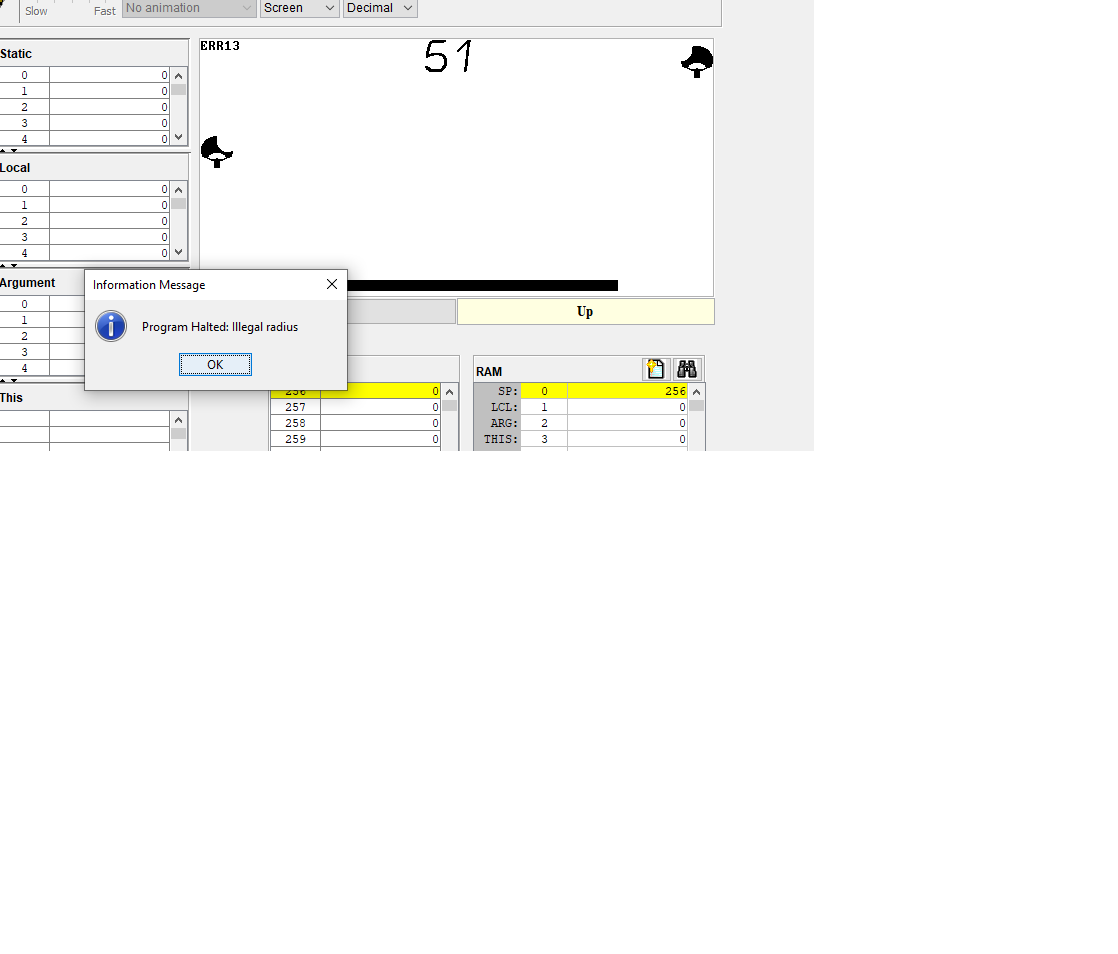 Slow Fast No animation Screen Decimal
Static
0 0
1 0
2 0
3 0
4 0
Local
0 0
1 0
2 0
3 0
4 0
Argument
0
1
2
3
4
This
ERR13
51
Information Message
Program Halted: Illegal radius
OK
Up
256 0
257 0
258 0
259 0
RAM
SP: 0 256
LCL: 1 0
ARG: 2 0
THIS: 3 0